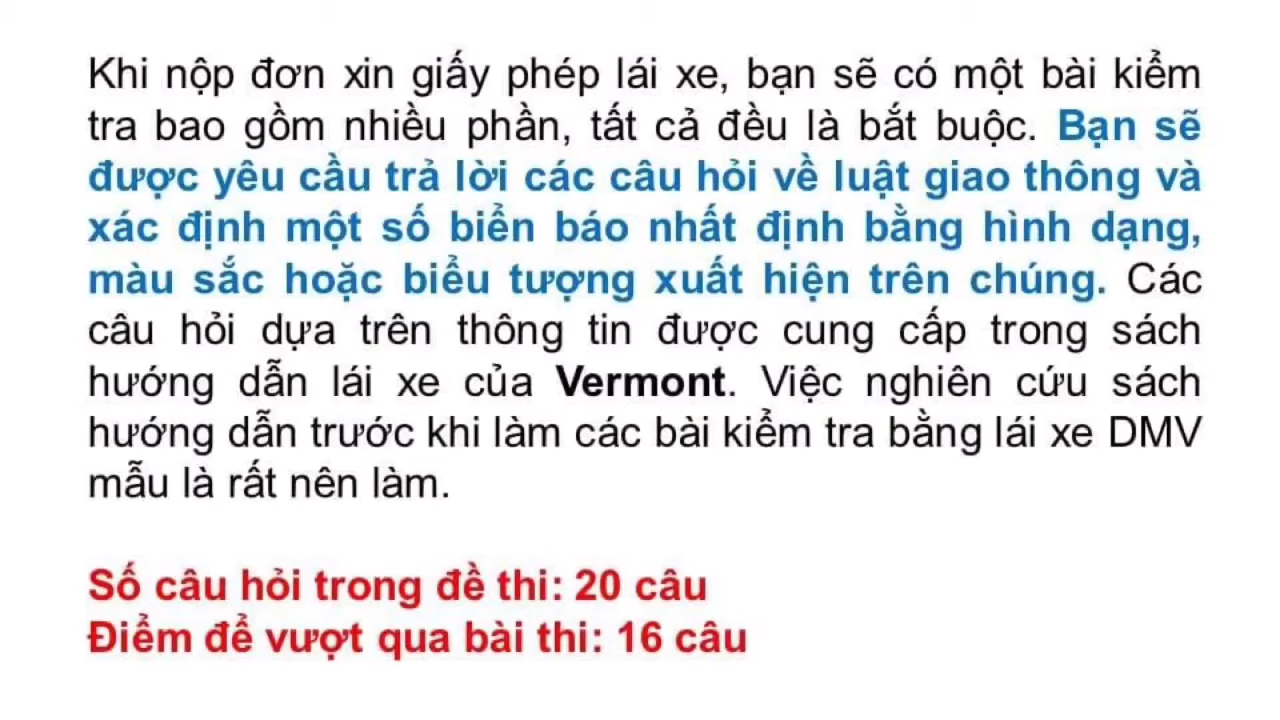 Khi nộp đơn xin giấy phép lái xe, bạn sẽ có một bài kiểm
tra bao gồm nhiều phần, tất cả đều là bắt buộc. Bạn sẽ
được yêu cầu trả lời các câu hỏi về luật giao thông và
xác định một số biển báo nhất định bằng hình dạng,
màu sắc hoặc biểu tượng xuất hiện trên chúng. Các
câu hỏi dựa trên thông tin được cung cấp trong sách
hướng dẫn lái xe của Vermont. Việc nghiên cứu sách
hướng dẫn trước khi làm các bài kiểm tra bằng lái xe DMV
mẫu là rất nên làm.
Số câu hỏi trong đề thi: 20 câu
Điểm để vượt qua bài thi: 16 câu